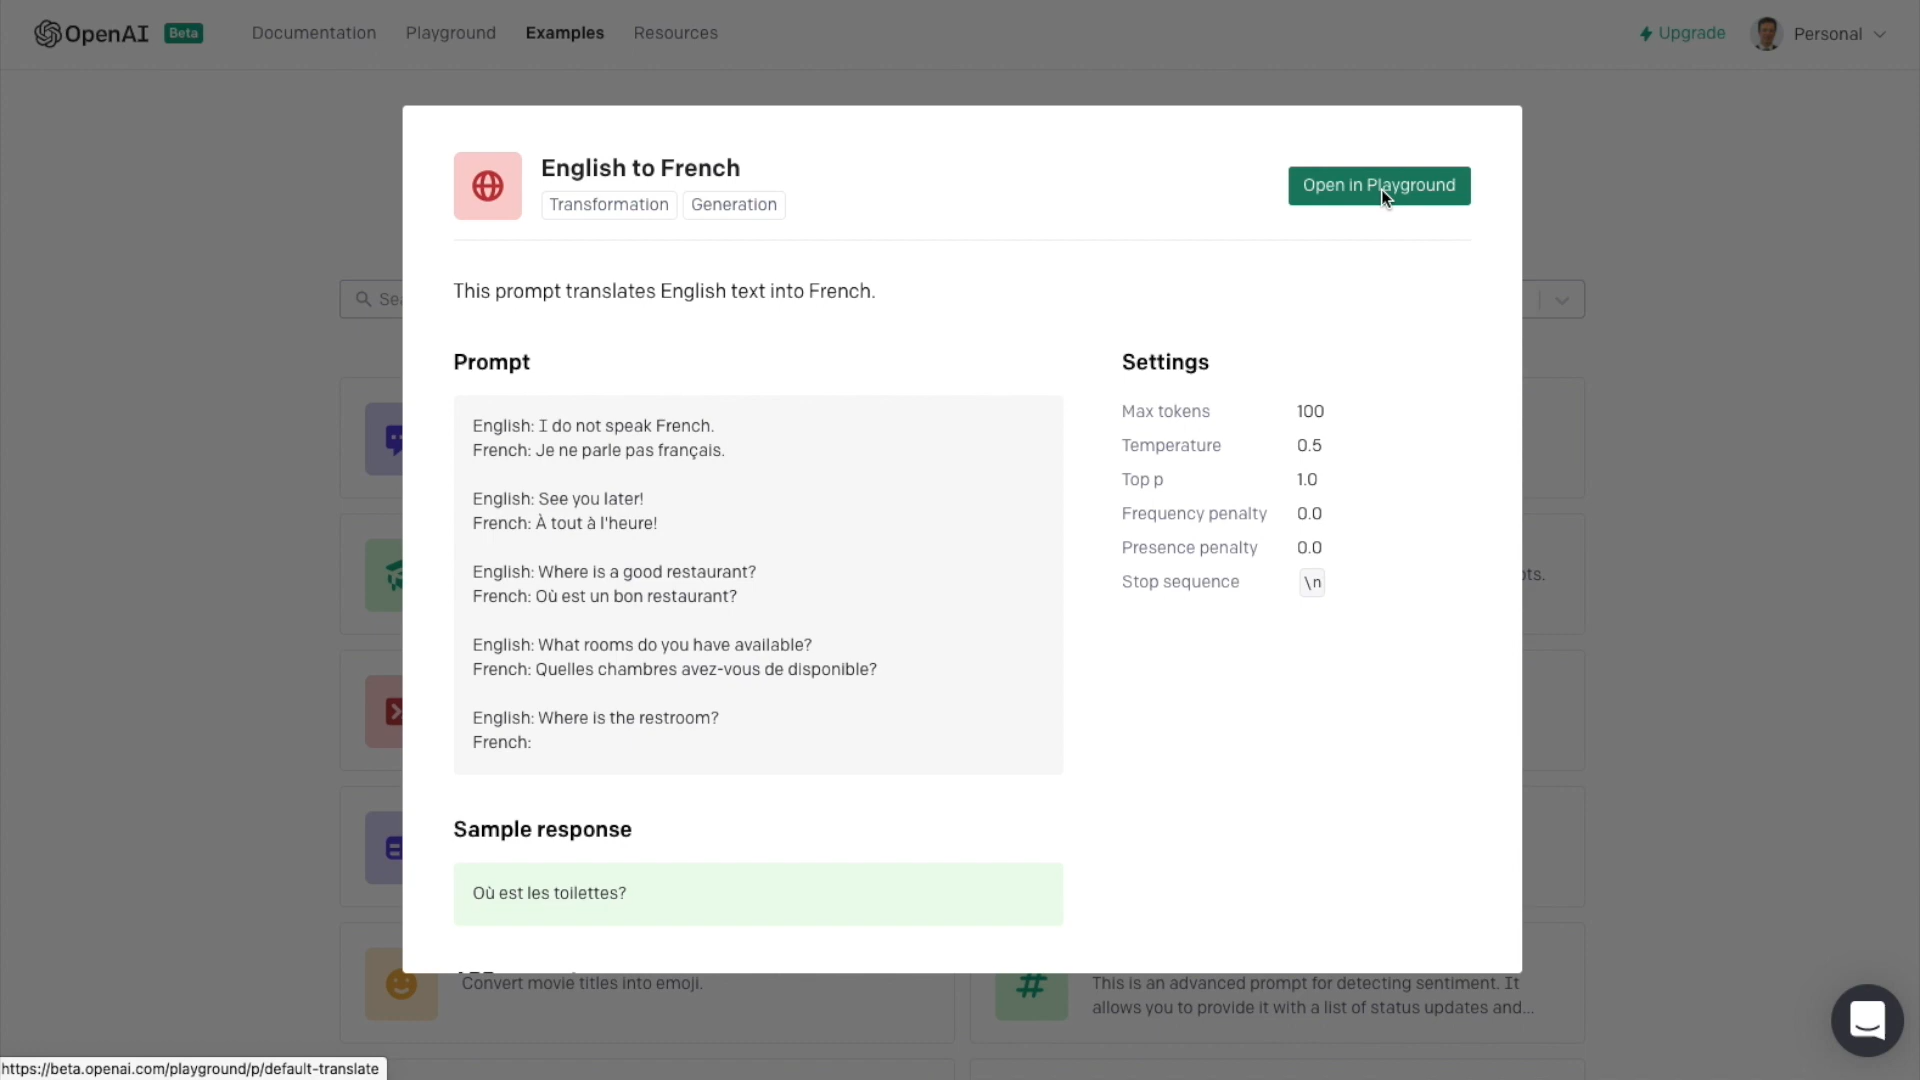 OpenAI Beta Documentation Playground Examples Resources Upgrade Personal
English to French
Transformation Generation
Open in Playground
This prompt translates English text into French.
Prompt
English: I do not speak French.
French: Je ne parle pas français.
English: See you later!
French: À tout à l'heure!
English: Where is a good restaurant?
French: Où est un bon restaurant?
English: What rooms do you have available?
French: Quelles chambres avez-vous de disponible?
English: Where is the restroom?
French:
Settings
Max tokens 100
Temperature 0.5
Top p 1.0
Frequency penalty 0.0
Presence penalty 0.0
Stop sequence \n
Sample response
Où est les toilettes?
Convert movie titles into emoji.
This is an advanced prompt for detecting sentiment. It
allows you to provide it with a list of status updates and...
https://beta.openai.com/playground/p/default-translate